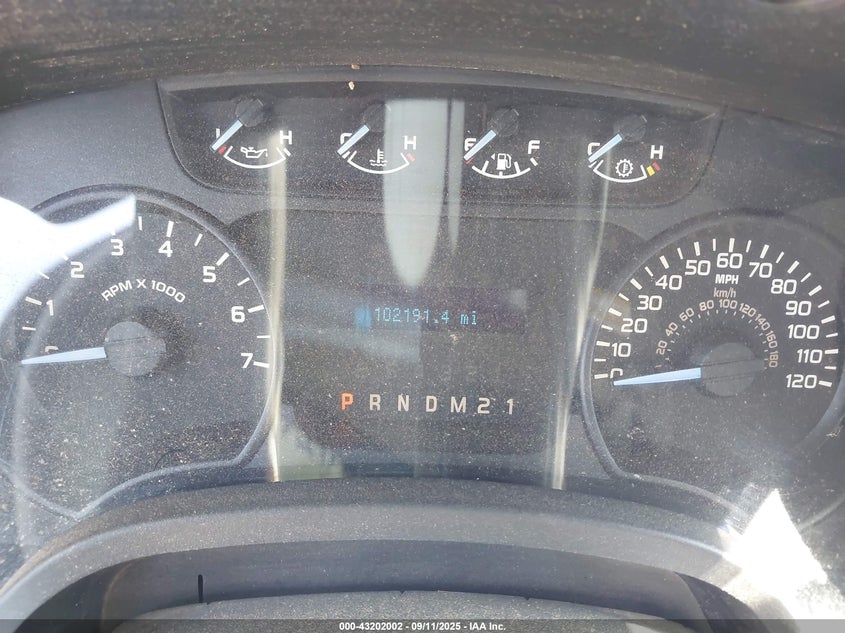 L H C H E F C H
1 2 3 4 5 6 7
RPM X 1000
0 10 20 30 40 50 60 70 80 90 100 110 120
MPH
km/h
20 40 60 80 100 120 140 160 180
102191.4 mi
P R N D M 2 1
000-43202002 - 09/11/2025 - IAA Inc.